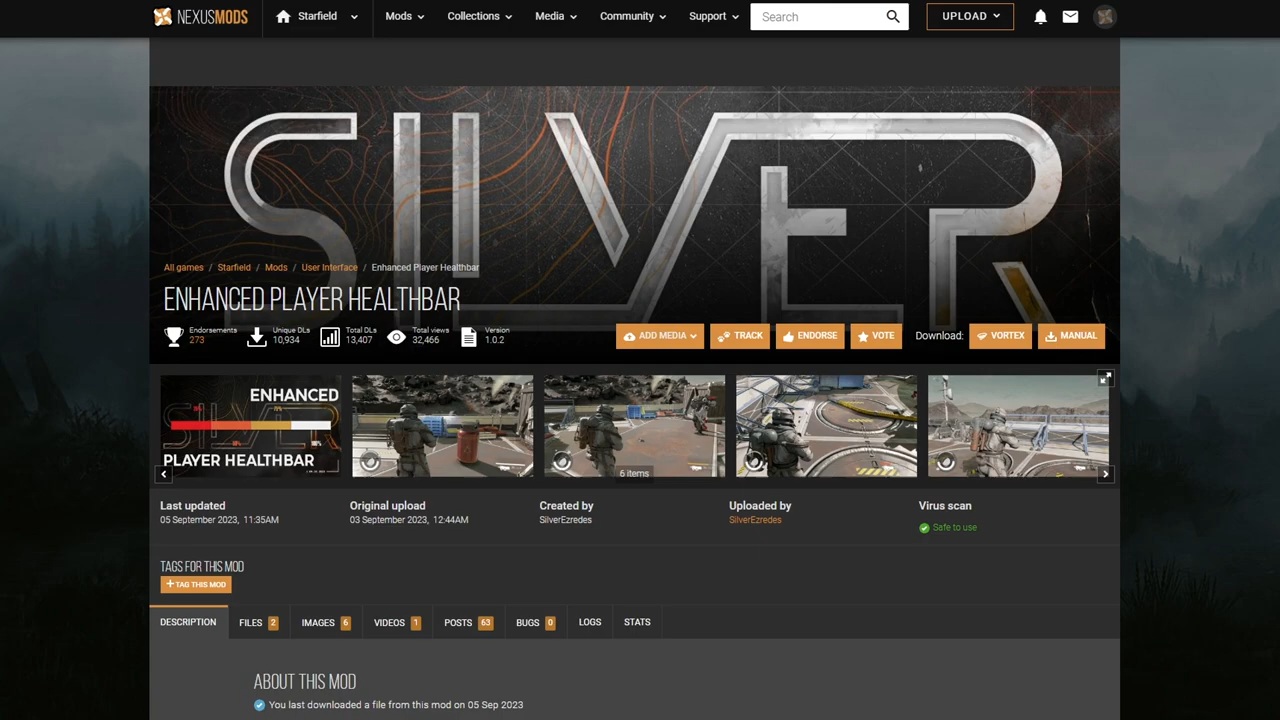 NEXUSMODS
Starfield
Mods
Collections
Media
Community
Support
Search
UPLOAD
SILVER
All games / Starfield / Mods / User Interface / Enhanced Player Healthbar
ENHANCED PLAYER HEALTHBAR
Endorsements
273
Unique DLs
10,934
Total DLs
13,407
Total views
32,466
Version
1.0.2
ADD MEDIA
TRACK
ENDORSE
VOTE
Download:
VORTEX
MANUAL
ENHANCED
SILVER
PLAYER HEALTHBAR
6 items
Last updated
05 September 2023, 11:35AM
Original upload
03 September 2023, 12:44AM
Created by
SilverEzredes
Uploaded by
SilverEzredes
Virus scan
Safe to use
TAGS FOR THIS MOD
+ TAG THIS MOD
DESCRIPTION
FILES 2
IMAGES 6
VIDEOS 1
POSTS 63
BUGS 0
LOGS
STATS
ABOUT THIS MOD
You last downloaded a file from this mod on 05 Sep 2023